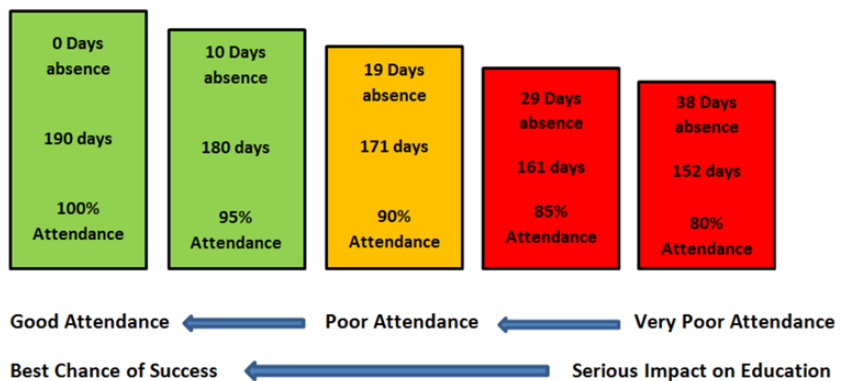 0 Days
absence
190 days
100%
Attendance
10 Days
absence
180 days
95%
Attendance
19 Days
absence
171 days
90%
Attendance
29 Days
absence
161 days
85%
Attendance
38 Days
absence
152 days
80%
Attendance
Good Attendance Poor Attendance Very Poor Attendance
Best Chance of Success Serious Impact on Education